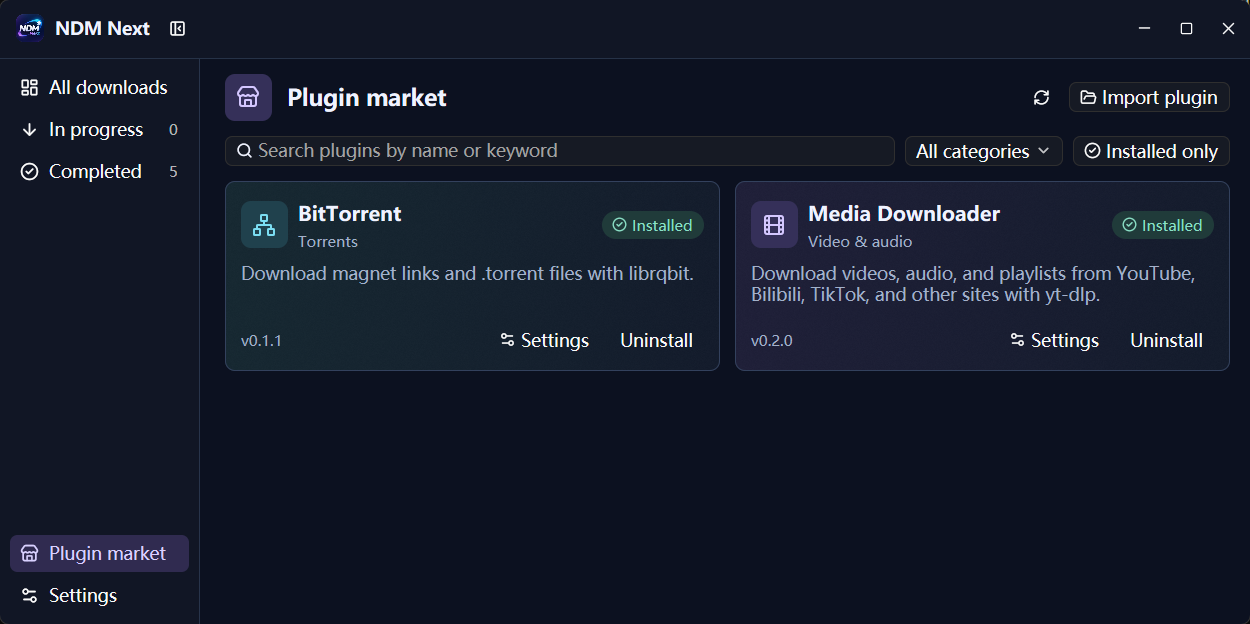 NDM Next
All downloads
In progress 0
Completed 5
Plugin market
Settings
Plugin market
Import plugin
Search plugins by name or keyword
All categories
Installed only
BitTorrent
Torrents
Installed
Download magnet links and .torrent files with librqbit.
v0.1.1
Settings
Uninstall
Media Downloader
Video & audio
Installed
Download videos, audio, and playlists from YouTube,
Bilibili, TikTok, and other sites with yt-dlp.
v0.2.0
Settings
Uninstall